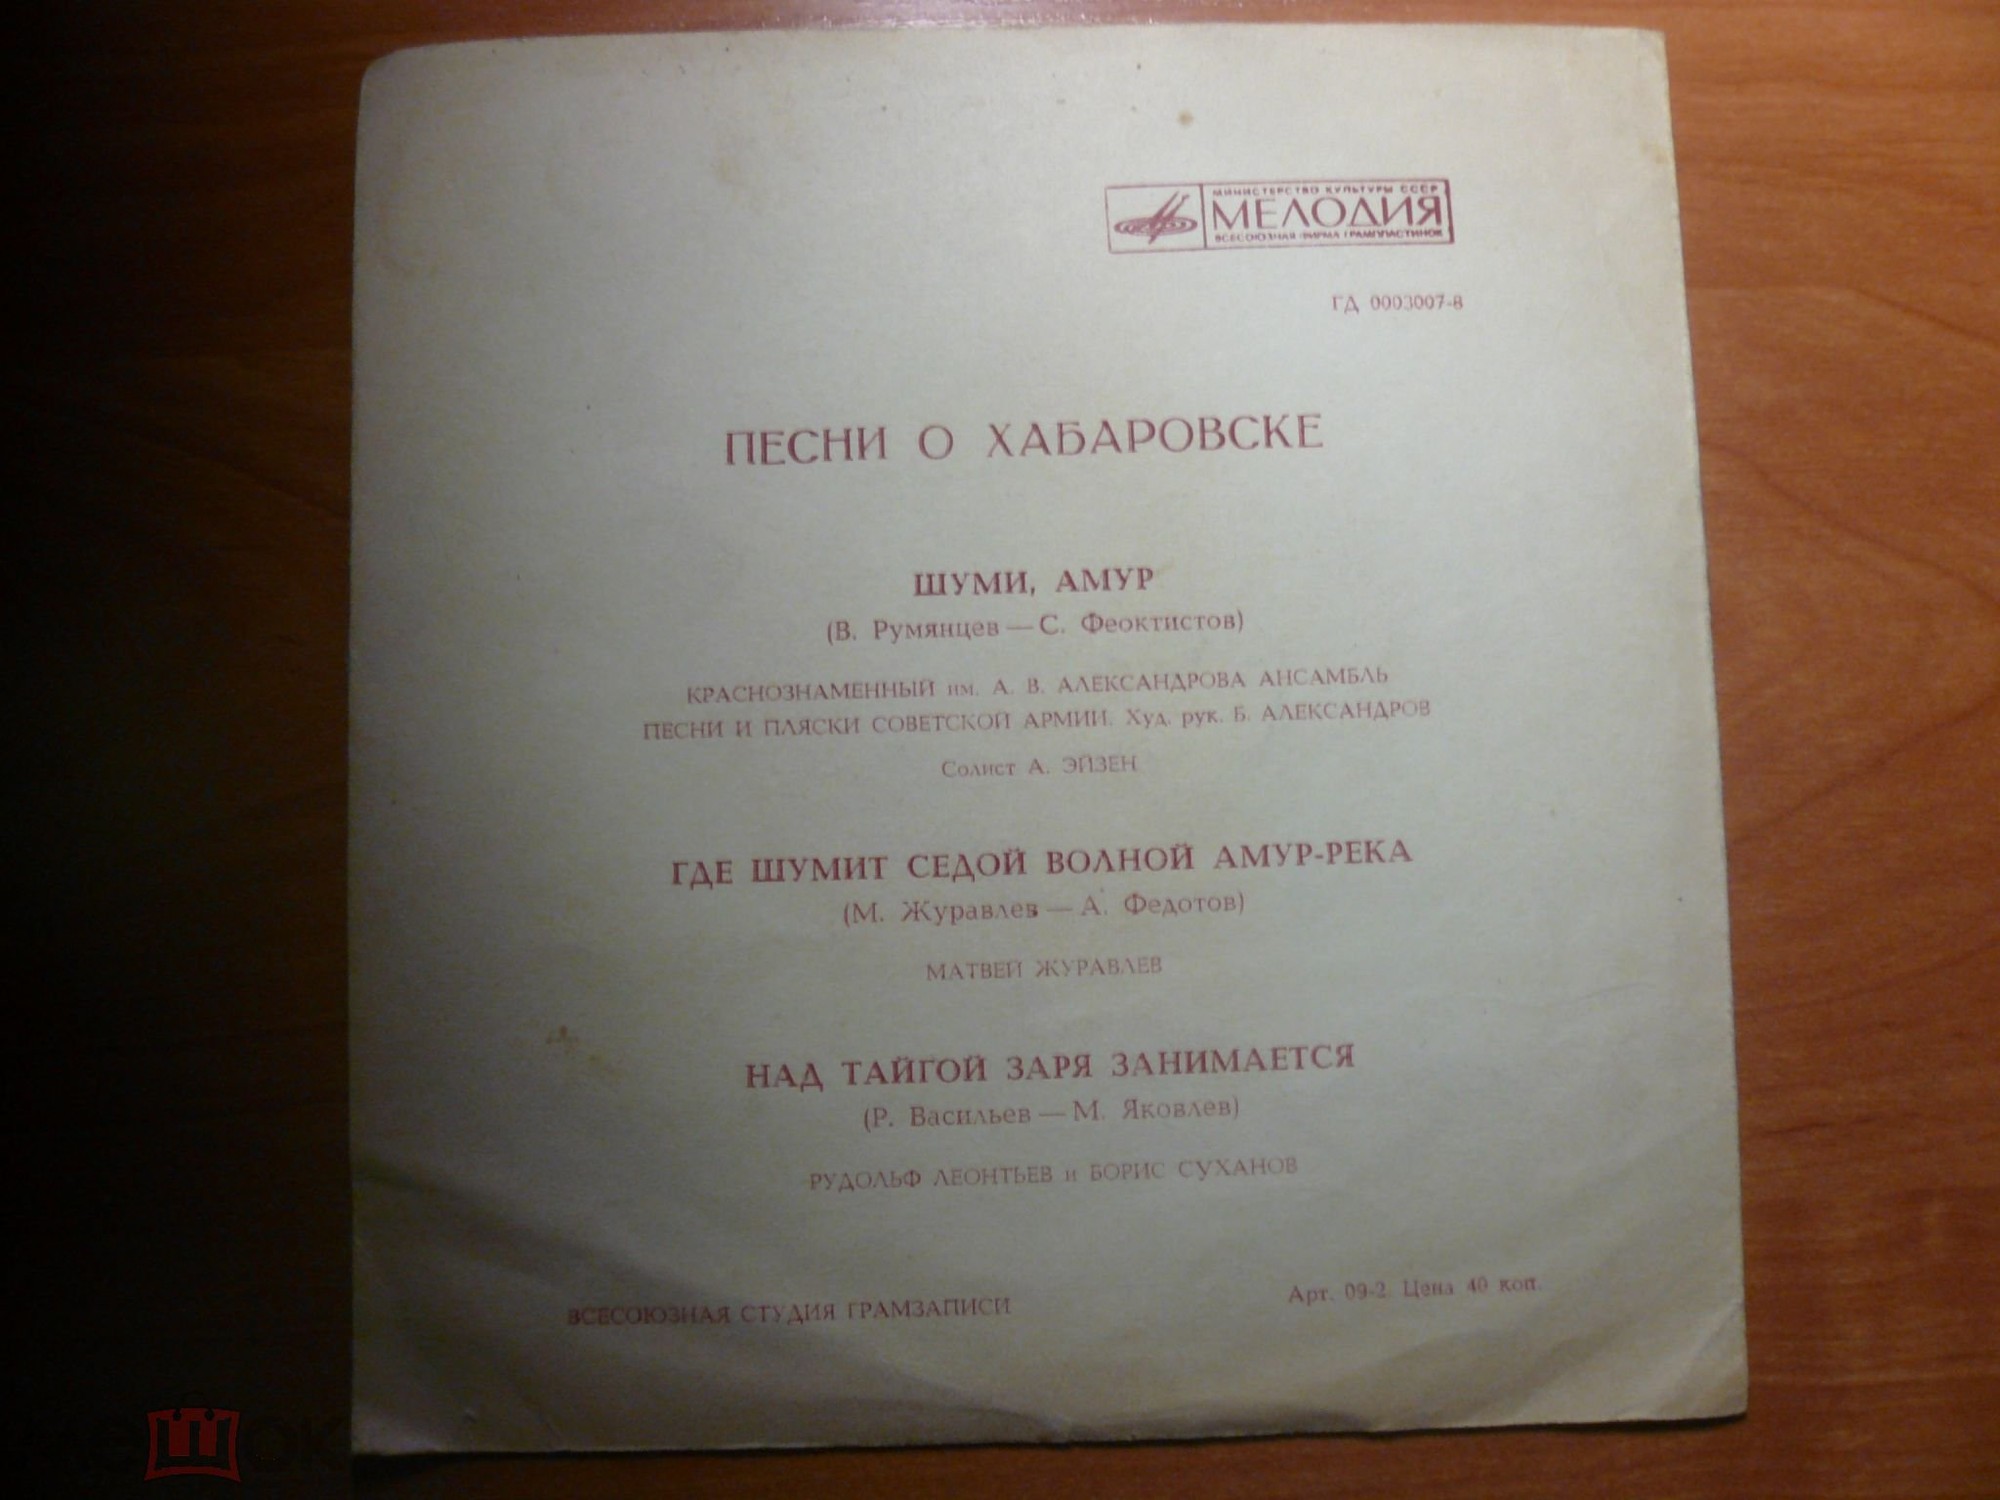 МИНИСТЕРСТВО КУЛЬТУРЫ СССР
МЕЛОДИЯ
ВСЕСОЮЗНАЯ ФИРМА ГРАМПЛАСТИНОК
ГД 0003007-8
ПЕСНИ О ХАБАРОВСКЕ
ШУМИ, АМУР
(В. Румянцев — С. Феоктистов)
КРАСНОЗНАМЕННЫЙ им. А. В. АЛЕКСАНДРОВА АНСАМБЛЬ
ПЕСНИ И ПЛЯСКИ СОВЕТСКОЙ АРМИИ. Худ. рук. Б. АЛЕКСАНДРОВ
Солист А. ЭЙЗЕН
ГДЕ ШУМИТ СЕДОЙ ВОЛНОЙ АМУР-РЕКА
(М. Журавлев — А. Федотов)
МАТВЕЙ ЖУРАВЛЕВ
НАД ТАЙГОЙ ЗАРЯ ЗАНИМАЕТСЯ
(Р. Васильев — М. Яковлев)
РУДОЛЬФ ЛЕОНТЬЕВ и БОРИС СУХАНОВ
ВСЕСОЮЗНАЯ СТУДИЯ ГРАМЗАПИСИ
Арт. 09-2. Цена 40 коп.